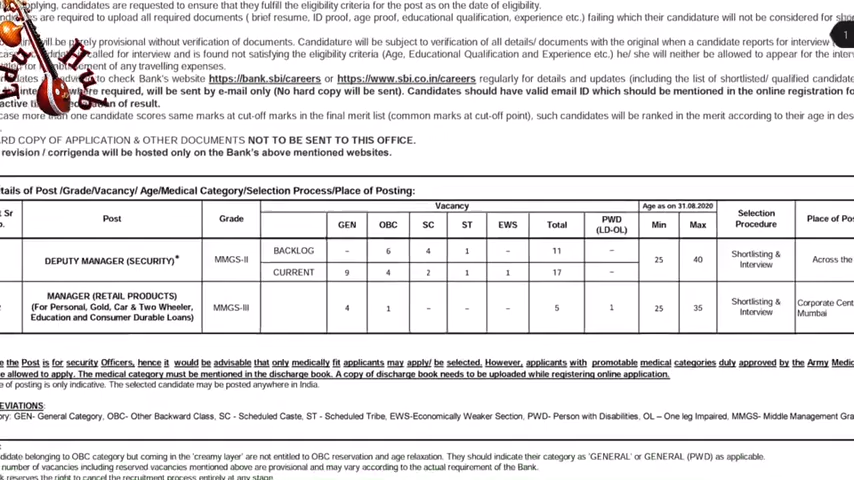 applying, candidates are requested to ensure that they fulfill the eligibility criteria for the post as on the date of eligibility.
are required to upload all required documents ( brief resume, ID proof, age proof, educational qualification, experience etc.) failing which their candidature will not be considered for
will be purely provisional without verification of documents. Candidature will be subject to verification of all details/ documents with the original when a candidate reports for interview
called for interview and is found not satisfying the eligibility criteria (Age, Educational Qualification and Experience etc.) he/ she will neither be allowed to appear for the
of any travelling expenses.
to check Bank's website https://bank.sbi/careers or https://www.sbi.co.in/careers regularly for details and updates (including the list of shortlisted/ qualified
where required, will be sent by e-mail only (No hard copy will be sent). Candidates should have valid email ID which should be mentioned in the online registration
of result.
case more than one candidate scores same marks at cut-off marks in the final merit list (common marks at cut-off point), such candidates will be ranked in the merit according to their age in
COPY OF APPLICATION & OTHER DOCUMENTS NOT TO BE SENT TO THIS OFFICE.
revision / corrigenda will be hosted only on the Bank's above mentioned websites.
1
of Post /Grade/Vacancy/ Age/Medical Category/Selection Process/Place of Posting:
Sr Post Grade Vacancy Age as on 31.08.2020 Selection Procedure Place of
GEN OBC SC ST EWS Total PWD (LD-OL) Min Max
DEPUTY MANAGER (SECURITY)* MMGS-II BACKLOG - 6 4 1 - 11 - 25 40 Shortlisting & Interview Across the
CURRENT 9 4 2 1 1 17 -
MANAGER (RETAIL PRODUCTS)
(For Personal, Gold, Car & Two Wheeler,
Education and Consumer Durable Loans) MMGS-III 4 1 - - - 5 1 25 35 Shortlisting & Interview Corporate Mumbai
the Post is for security Officers, hence it would be advisable that only medically fit applicants may apply/ be selected. However, applicants with promotable medical categories duly approved by the Army
allowed to apply. The medical category must be mentioned in the discharge book. A copy of discharge book needs to be uploaded while registering online application.
of posting is only indicative. The selected candidate may be posted anywhere in India.
GEN- General Category, OBC- Other Backward Class, SC - Scheduled Caste, ST - Scheduled Tribe, EWS-Economically Weaker Section, PWD- Person with Disabilities, OL – One leg Impaired, MMGS- Middle Management
belonging to OBC category but coming in the 'creamy layer' are not entitled to OBC reservation and age relaxation. They should indicate their category as 'GENERAL' or GENERAL (PWD) as applicable.
number of vacancies including reserved vacancies mentioned above are provisional and may vary according to the actual requirement of the Bank.
reserves the right to cancel the recruitment process entirely at any stage